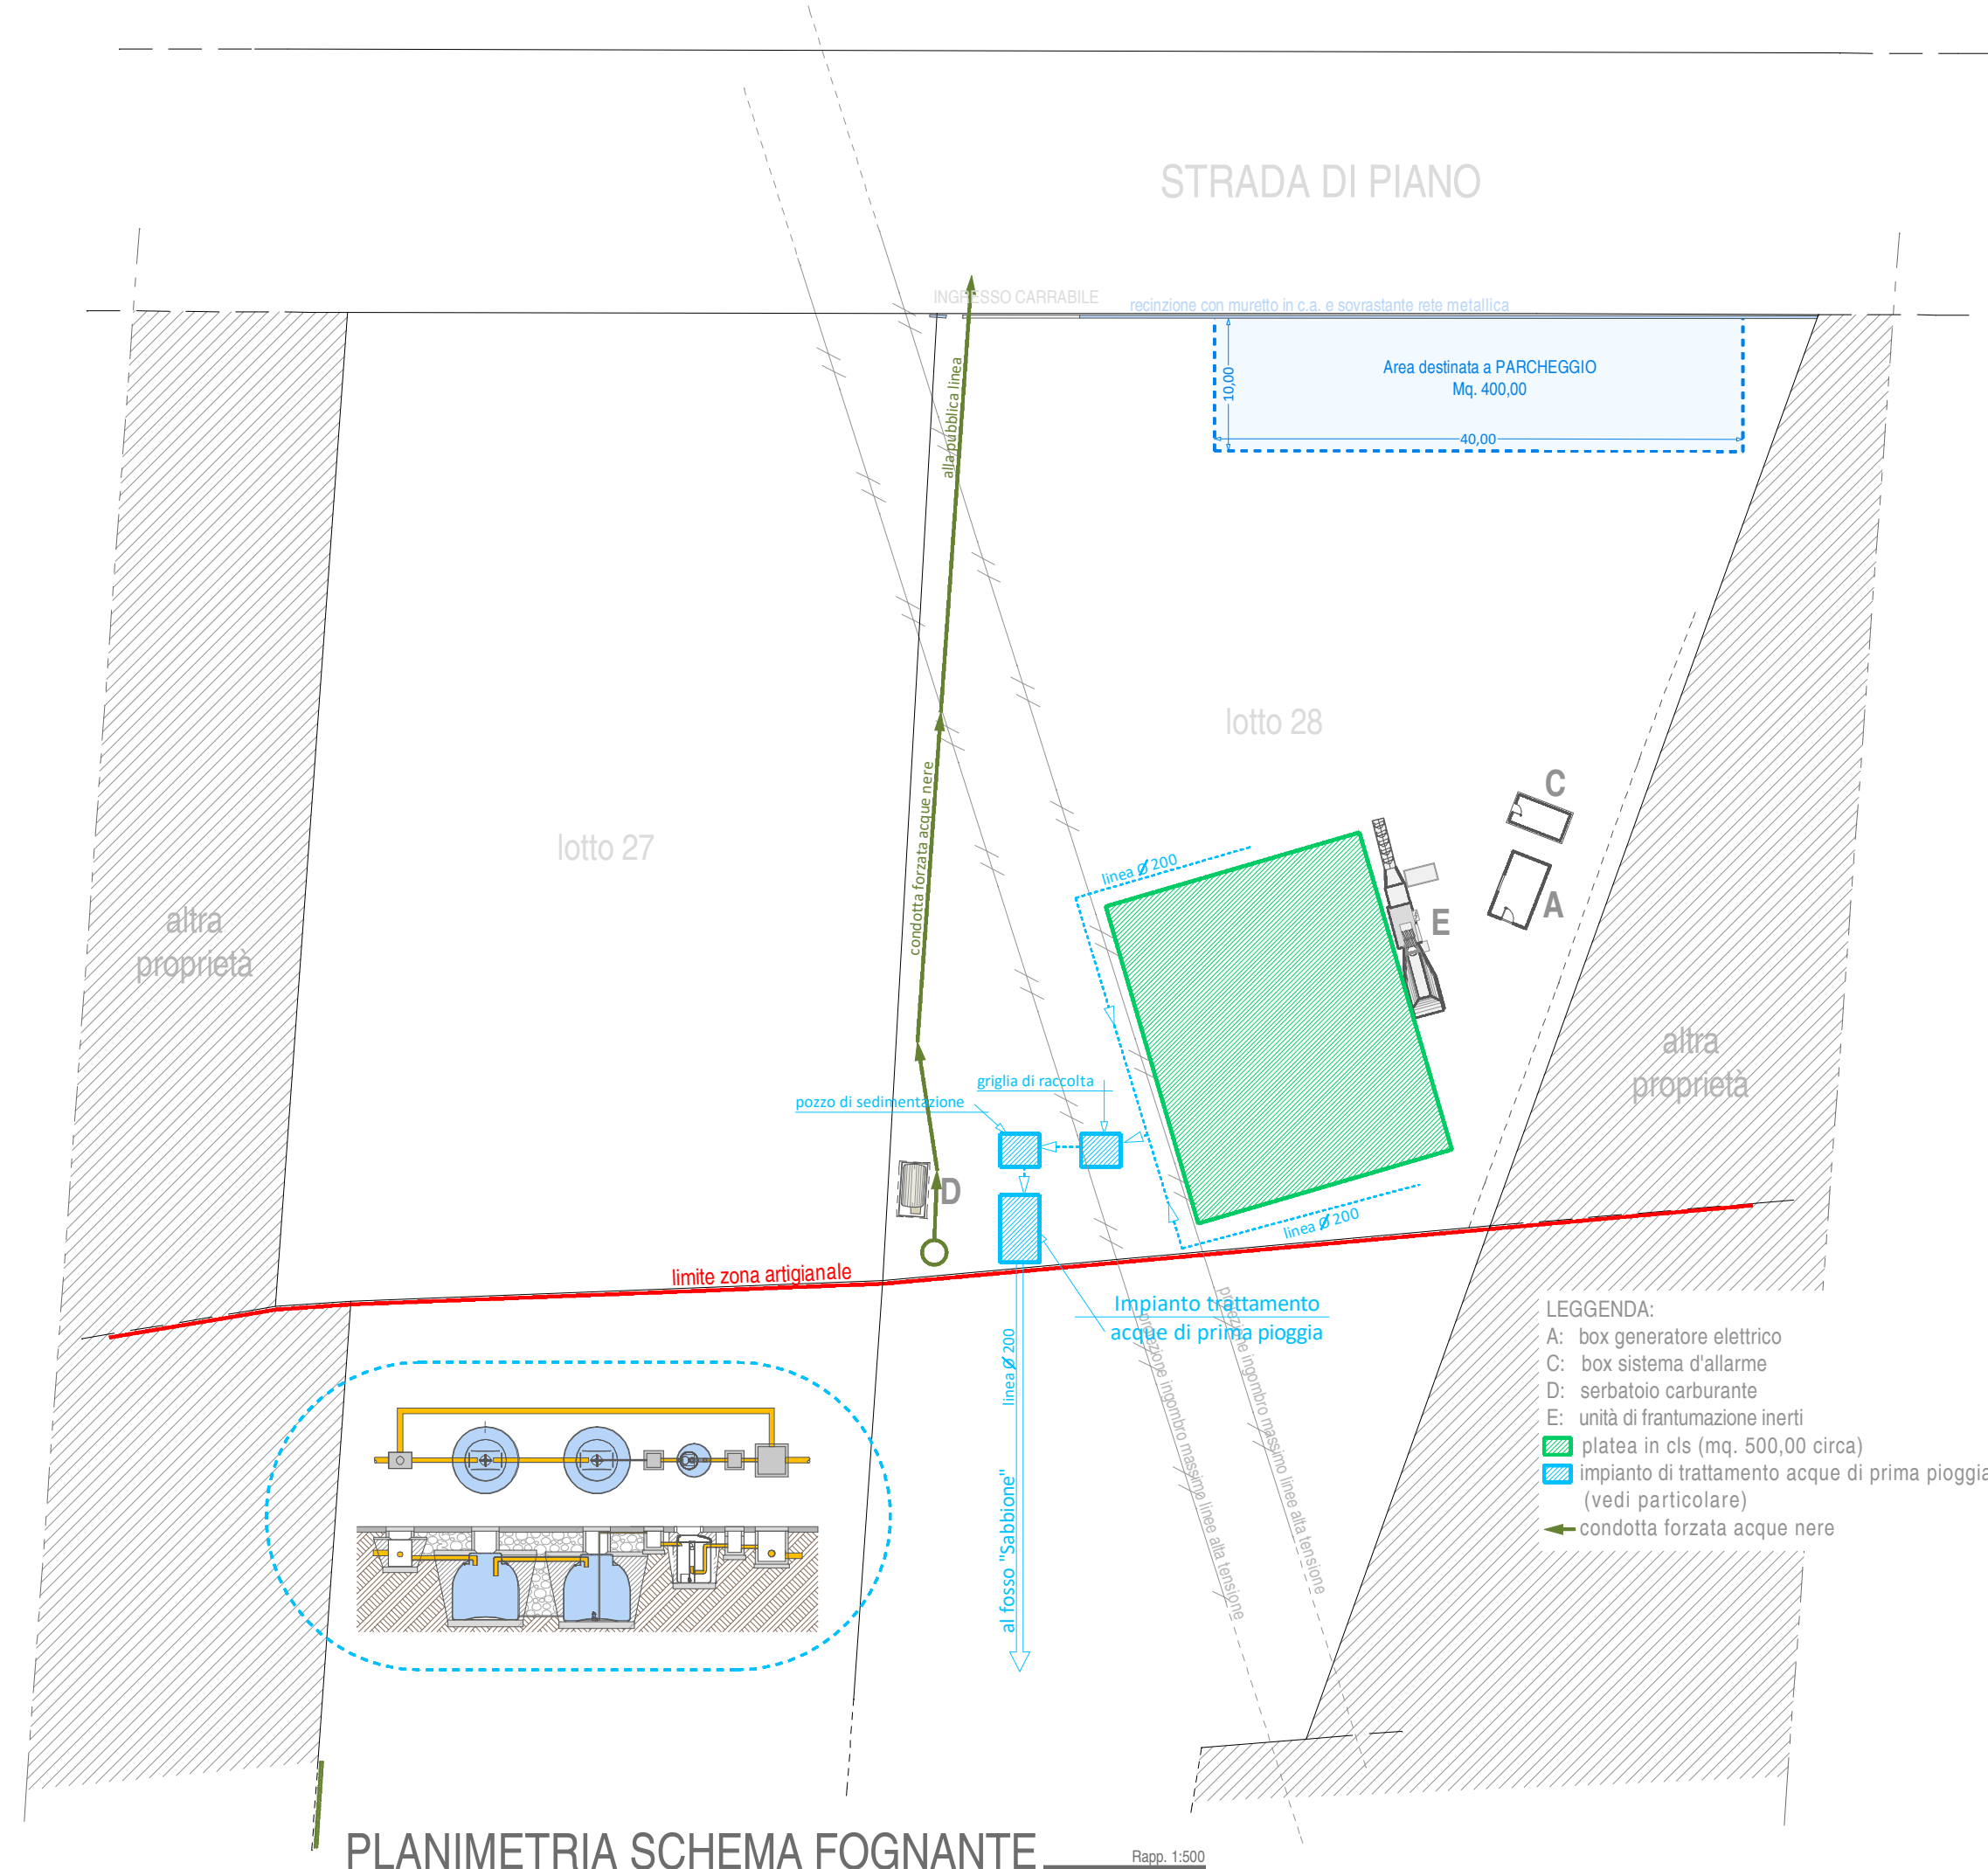 STRADA DI PIANO
INGRESSO CARRABILE
recinzione con muretto in c.a. e sovrastante rete metallica
Area destinata a PARCHEGGIO
Mq. 400,00
10,00
40,00
alla pubblica linea
lotto 28
condotta forzata acque nere
lotto 27
C
A
E
linea Ø 200
altra
proprietà
altra
proprietà
griglia di raccolta
pozzo di sedimentazione
D
linea Ø 200
limite zona artigianale
Impianto trattamento
acque di prima pioggia
linea Ø 200
al fosso "Sabbione"
proiezione ingombro massimo linee alta tensione
proiezione ingombro massimo linee alta tensione
LEGGENDA:
A: box generatore elettrico
C: box sistema d'allarme
D: serbatoio carburante
E: unità di frantumazione inerti
platea in cls (mq. 500,00 circa)
impianto di trattamento acque di prima pioggia
(vedi particolare)
condotta forzata acque nere
PLANIMETRIA SCHEMA FOGNANTE
Rapp. 1:500